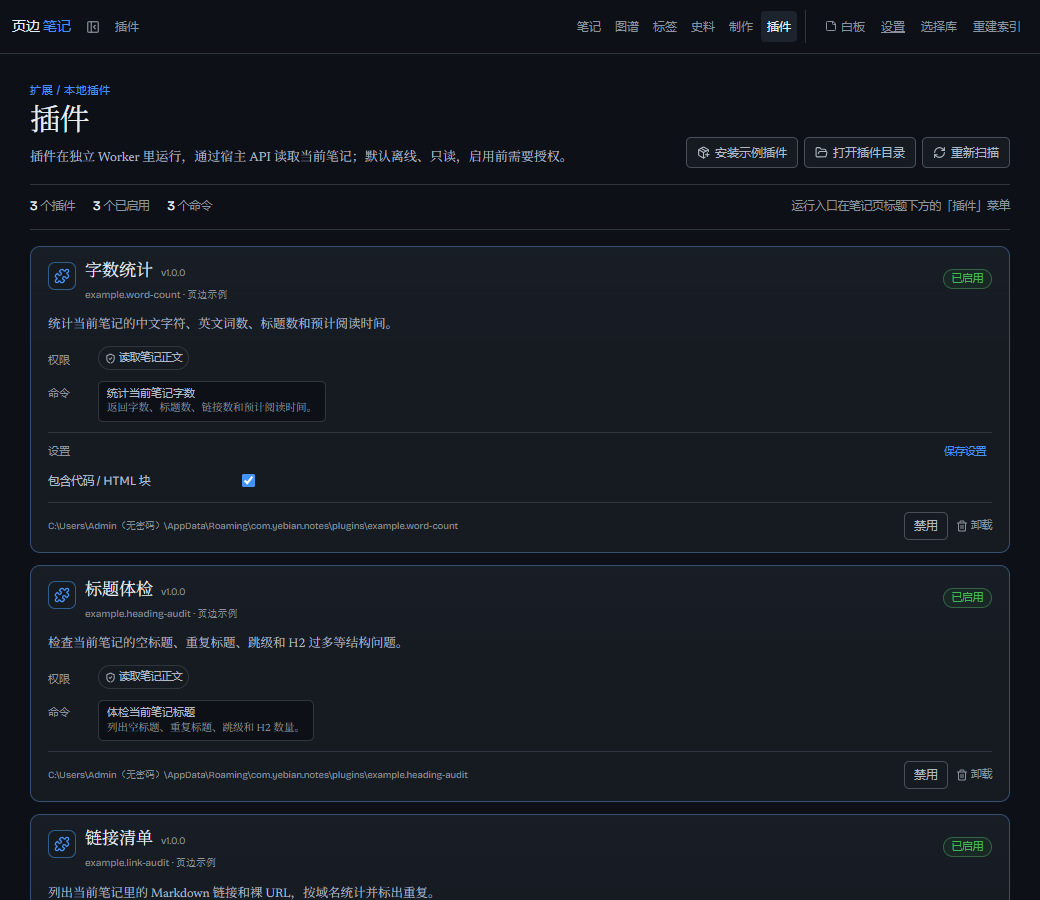 页边 笔记 插件 笔记 图谱 标签 史料 制作 插件 白板 设置 选择库 重建索引
扩展 / 本地插件
插件
插件在独立 Worker 里运行，通过宿主 API 读取当前笔记；默认离线、只读，启用前需要授权。
安装示例插件 打开插件目录 重新扫描
3 个插件 3 个已启用 3 个命令 运行入口在笔记页标题下方的「插件」菜单
字数统计 v1.0.0 已启用
example.word-count · 页边示例
统计当前笔记的中文字符、英文词数、标题数和预计阅读时间。
权限 读取笔记正文
命令 统计当前笔记字数
返回字数、标题数、链接数和预计阅读时间。
设置 保存设置
包含代码 / HTML 块
C:\Users\Admin（无密码）\AppData\Roaming\com.yebian.notes\plugins\example.word-count 禁用 卸载
标题体检 v1.0.0 已启用
example.heading-audit · 页边示例
检查当前笔记的空标题、重复标题、跳级和 H2 过多等结构问题。
权限 读取笔记正文
命令 体检当前笔记标题
列出空标题、重复标题、跳级和 H2 数量。
C:\Users\Admin（无密码）\AppData\Roaming\com.yebian.notes\plugins\example.heading-audit 禁用 卸载
链接清单 v1.0.0 已启用
example.link-audit · 页边示例
列出当前笔记里的 Markdown 链接和裸 URL，按域名统计并标出重复。